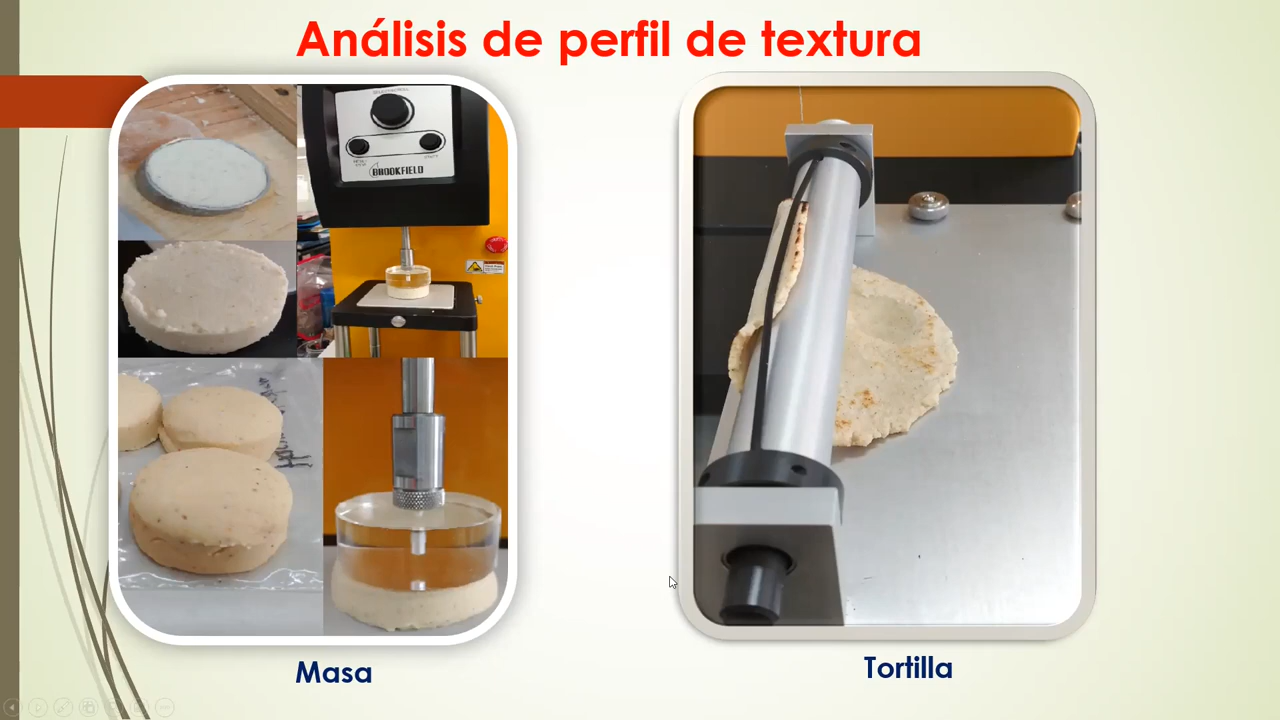 Análisis de perfil de textura
BROOKFIELD
Masa
Tortilla